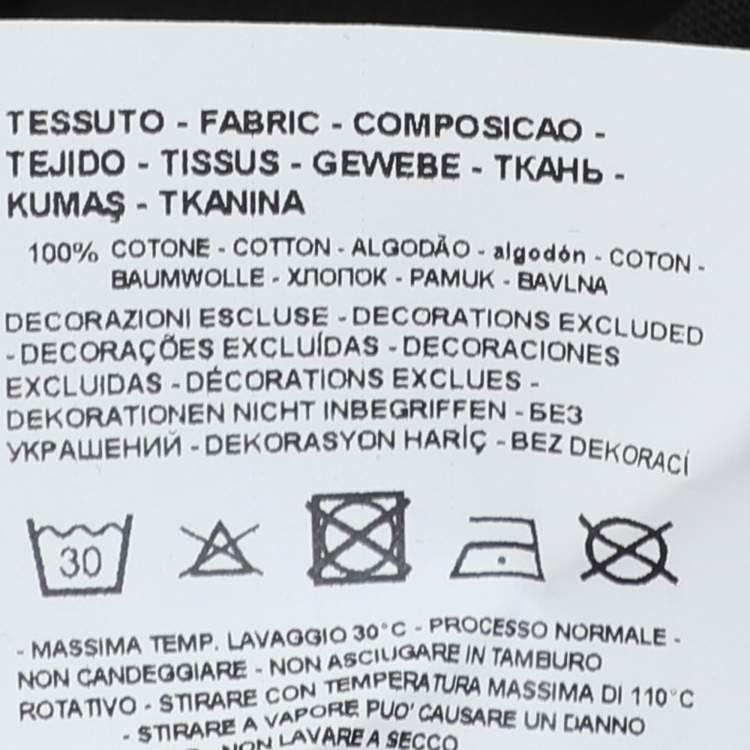 TESSUTO - FABRIC - COMPOSICAO -
TEJIDO - TISSUS - GEWEBE - ТКАНЬ -
KUMAŞ - TKANINA
100% COTONE - COTTON - ALGODÃO - algodón - COTON -
BAUMWOLLE - ХЛОПОК - PAMUK - BAVLNA
DECORAZIONI ESCLUSE - DECORATIONS EXCLUDED
- DECORAÇÕES EXCLUÍDAS - DECORACIONES
EXCLUIDAS - DÉCORATIONS EXCLUES -
DEKORATIONEN NICHT INBEGRIFFEN - БЕЗ
УКРАШЕНИЙ - DEKORASYON HARİÇ - BEZ DEKORACÍ
30
- MASSIMA TEMP. LAVAGGIO 30°C - PROCESSO NORMALE -
NON CANDEGGIARE - NON ASCIUGARE IN TAMBURO
ROTATIVO - STIRARE CON TEMPERATURA MASSIMA DI 110°C
- STIRARE A VAPORE PUO' CAUSARE UN DANNO
NON LAVARE A SECCO